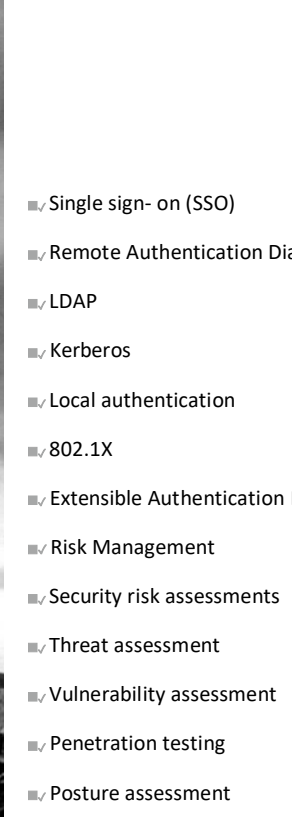 Single sign- on (SSO)
Remote Authentication Dia
LDAP
Kerberos
Local authentication
802.1X
Extensible Authentication
Risk Management
Security risk assessments
Threat assessment
Vulnerability assessment
Penetration testing
Posture assessment